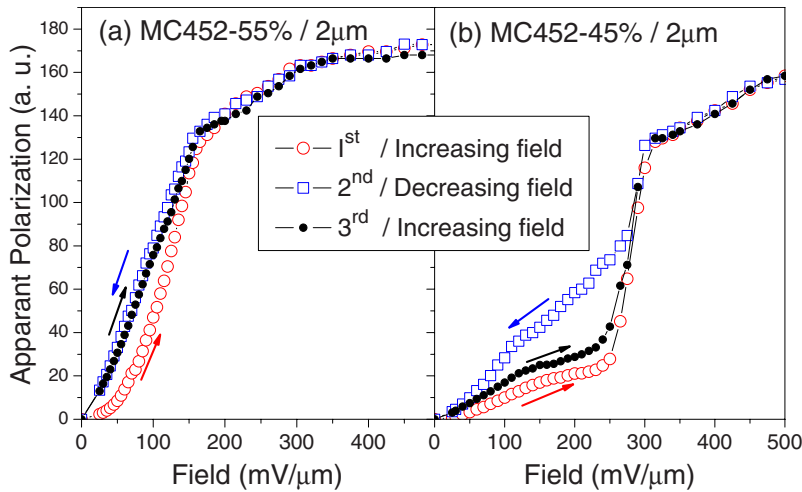 (a) MC452-55% / 2μm
(b) MC452-45% / 2μm
Apparant Polarization (a. u.)
180
160
140
120
100
80
60
40
20
0
Ist / Increasing field
2nd / Decreasing field
3rd / Increasing field
0 100 200 300 400
0 100 200 300 400 500
Field (mV/μm)
Field (mV/μm)